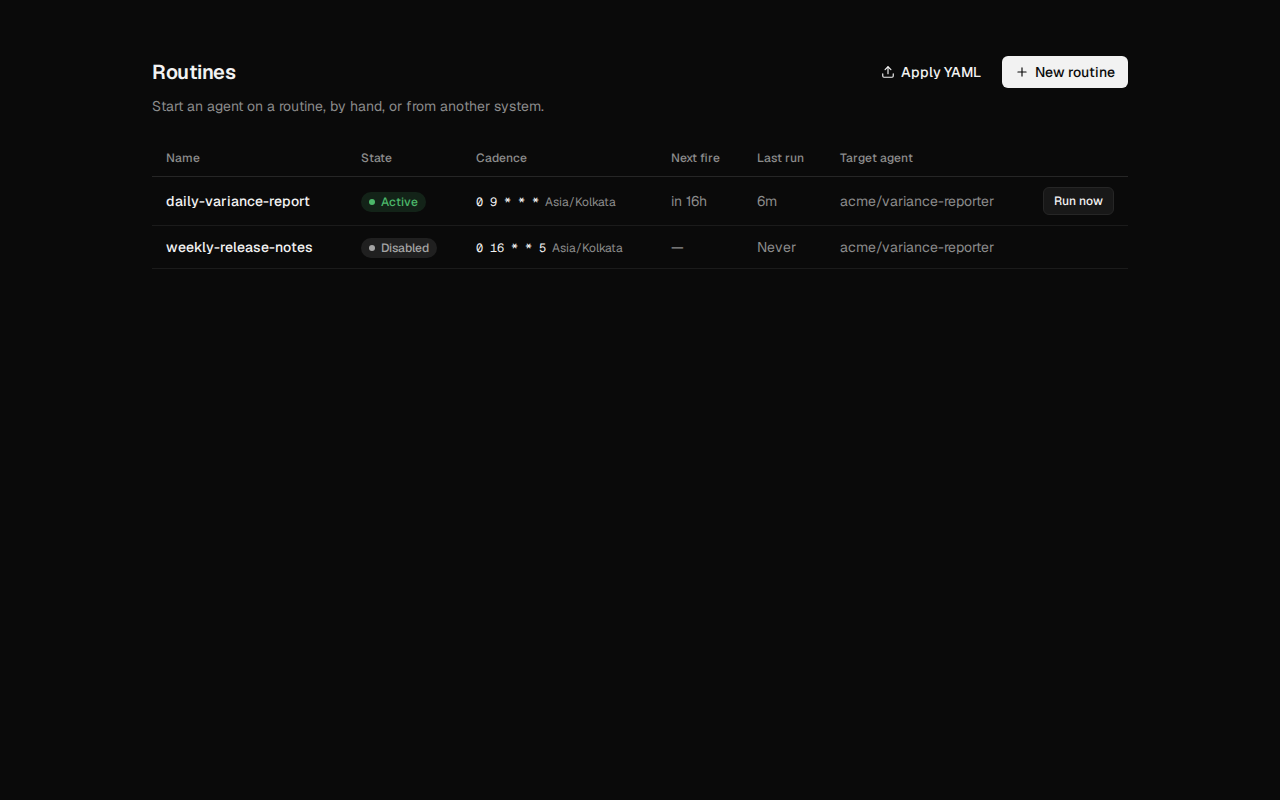 Routines
Apply YAML
New routine
Start an agent on a routine, by hand, or from another system.
Name State Cadence Next fire Last run Target agent
daily-variance-report Active 0 9 * * * Asia/Kolkata in 16h 6m acme/variance-reporter Run now
weekly-release-notes Disabled 0 16 * * 5 Asia/Kolkata — Never acme/variance-reporter